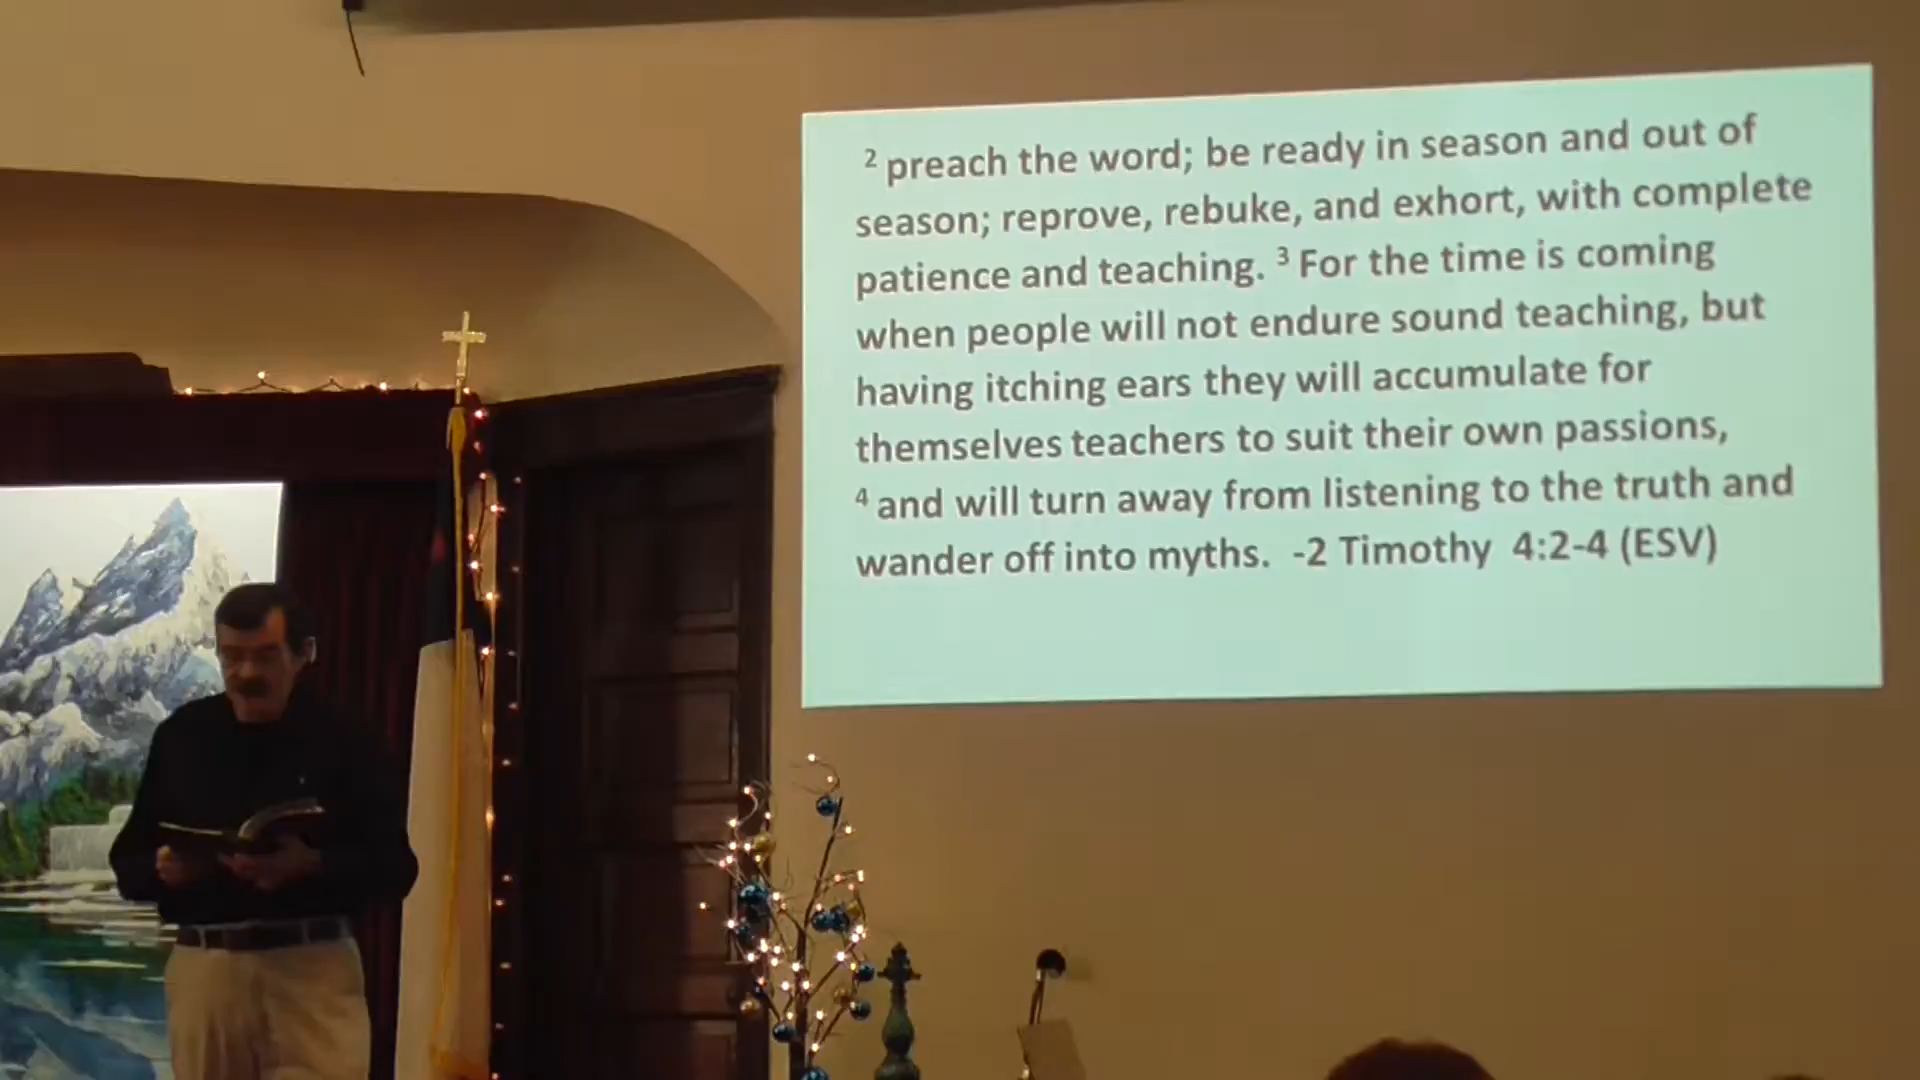 2 preach the word; be ready in season and out of
season; reprove, rebuke, and exhort, with complete
patience and teaching. 3 For the time is coming
when people will not endure sound teaching, but
having itching ears they will accumulate for
themselves teachers to suit their own passions,
4 and will turn away from listening to the truth and
wander off into myths. -2 Timothy 4:2-4 (ESV)